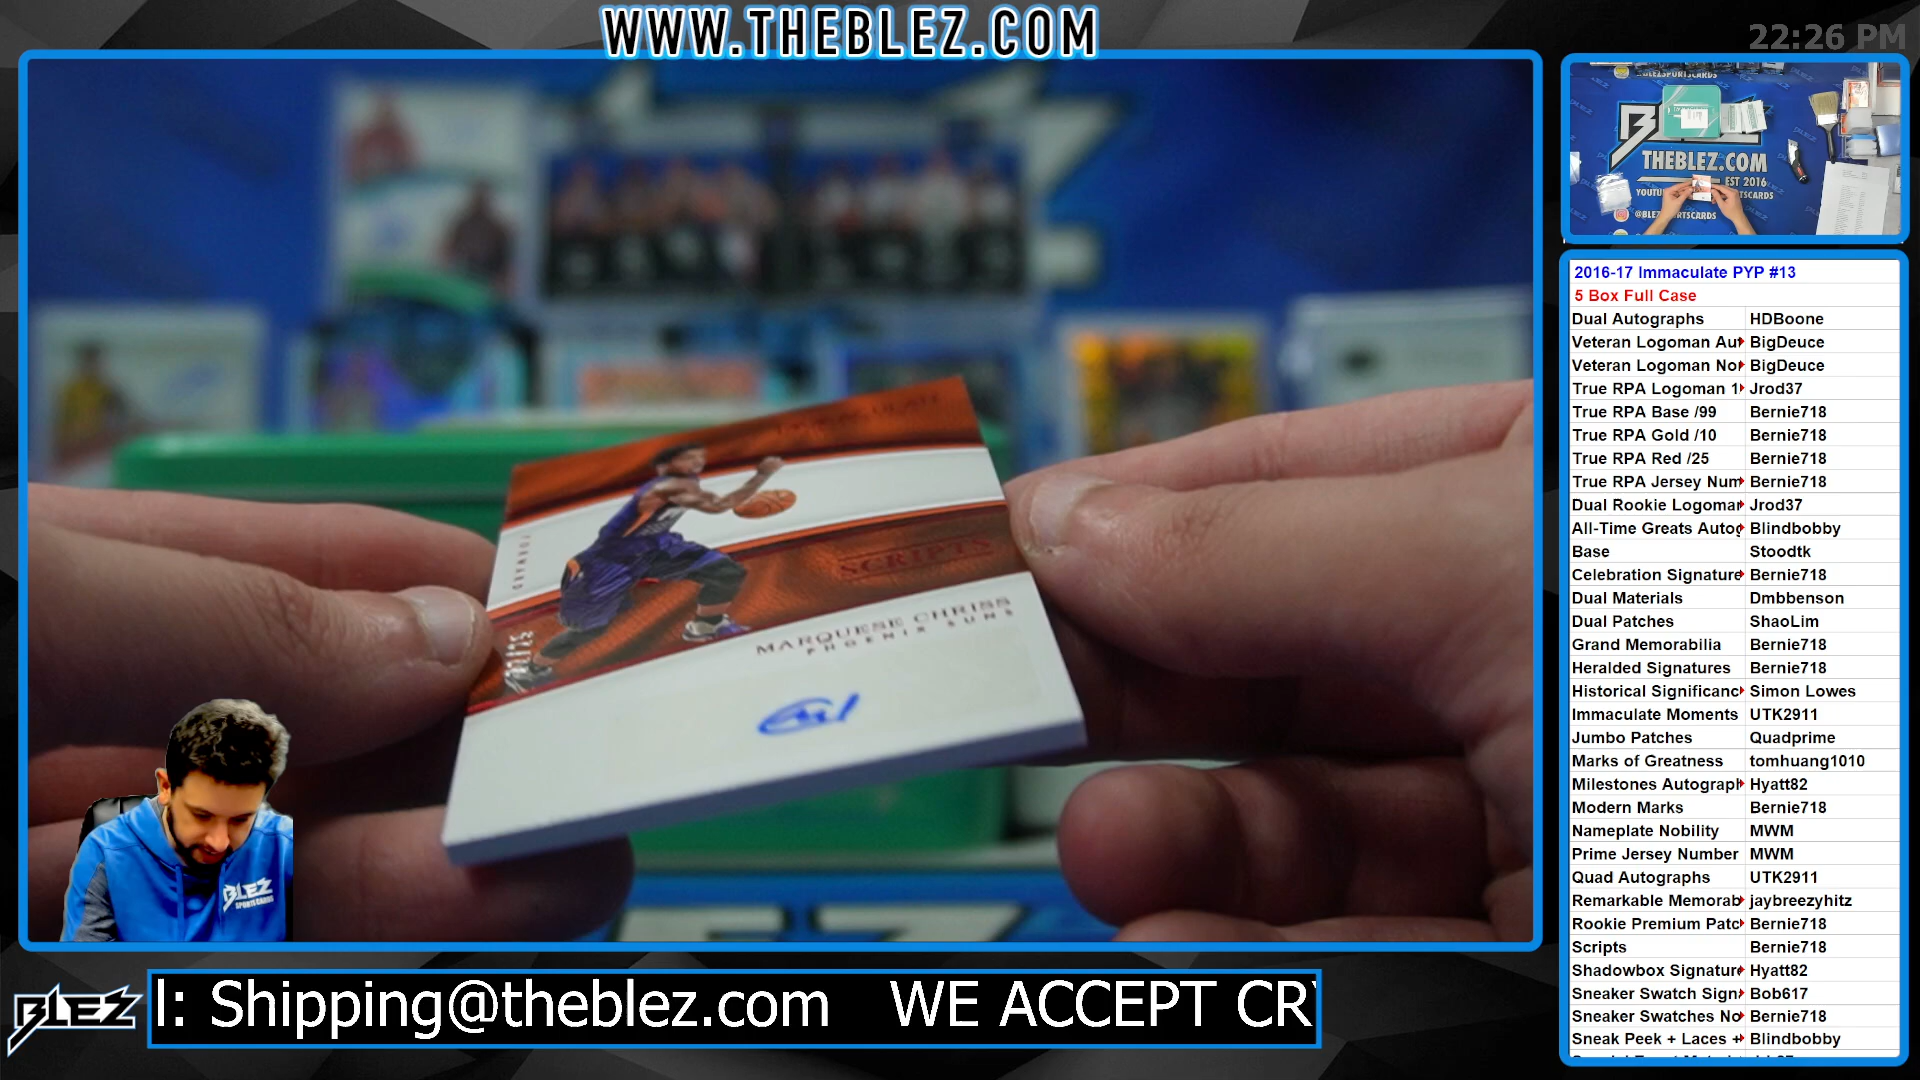 WWW.THEBLEZ.COM
22:26 PM
THEBLEZ.COM
EST 2016
SCRIPTS
MARQUESE CHRISS
PHOENIX SUNS
FORWARD
BLEZ
SPORTS CARDS
BLEZ
l: Shipping@theblez.com WE ACCEPT CR
2016-17 Immaculate PYP #13
5 Box Full Case
Dual Autographs HDBoone
Veteran Logoman Au BigDeuce
Veteran Logoman No BigDeuce
True RPA Logoman 1 Jrod37
True RPA Base /99 Bernie718
True RPA Gold /10 Bernie718
True RPA Red /25 Bernie718
True RPA Jersey Num Bernie718
Dual Rookie Logoma Jrod37
All-Time Greats Auto Blindbobby
Base Stoodtk
Celebration Signature Bernie718
Dual Materials Dmbbenson
Dual Patches ShaoLim
Grand Memorabilia Bernie718
Heralded Signatures Bernie718
Historical Significanc Simon Lowes
Immaculate Moments UTK2911
Jumbo Patches Quadprime
Marks of Greatness tomhuang1010
Milestones Autograph Hyatt82
Modern Marks Bernie718
Nameplate Nobility MWM
Prime Jersey Number MWM
Quad Autographs UTK2911
Remarkable Memorab jaybreezyhitz
Rookie Premium Patc Bernie718
Scripts Bernie718
Shadowbox Signature Hyatt82
Sneaker Swatch Sign Bob617
Sneaker Swatches No Bernie718
Sneak Peek + Laces + Blindbobby